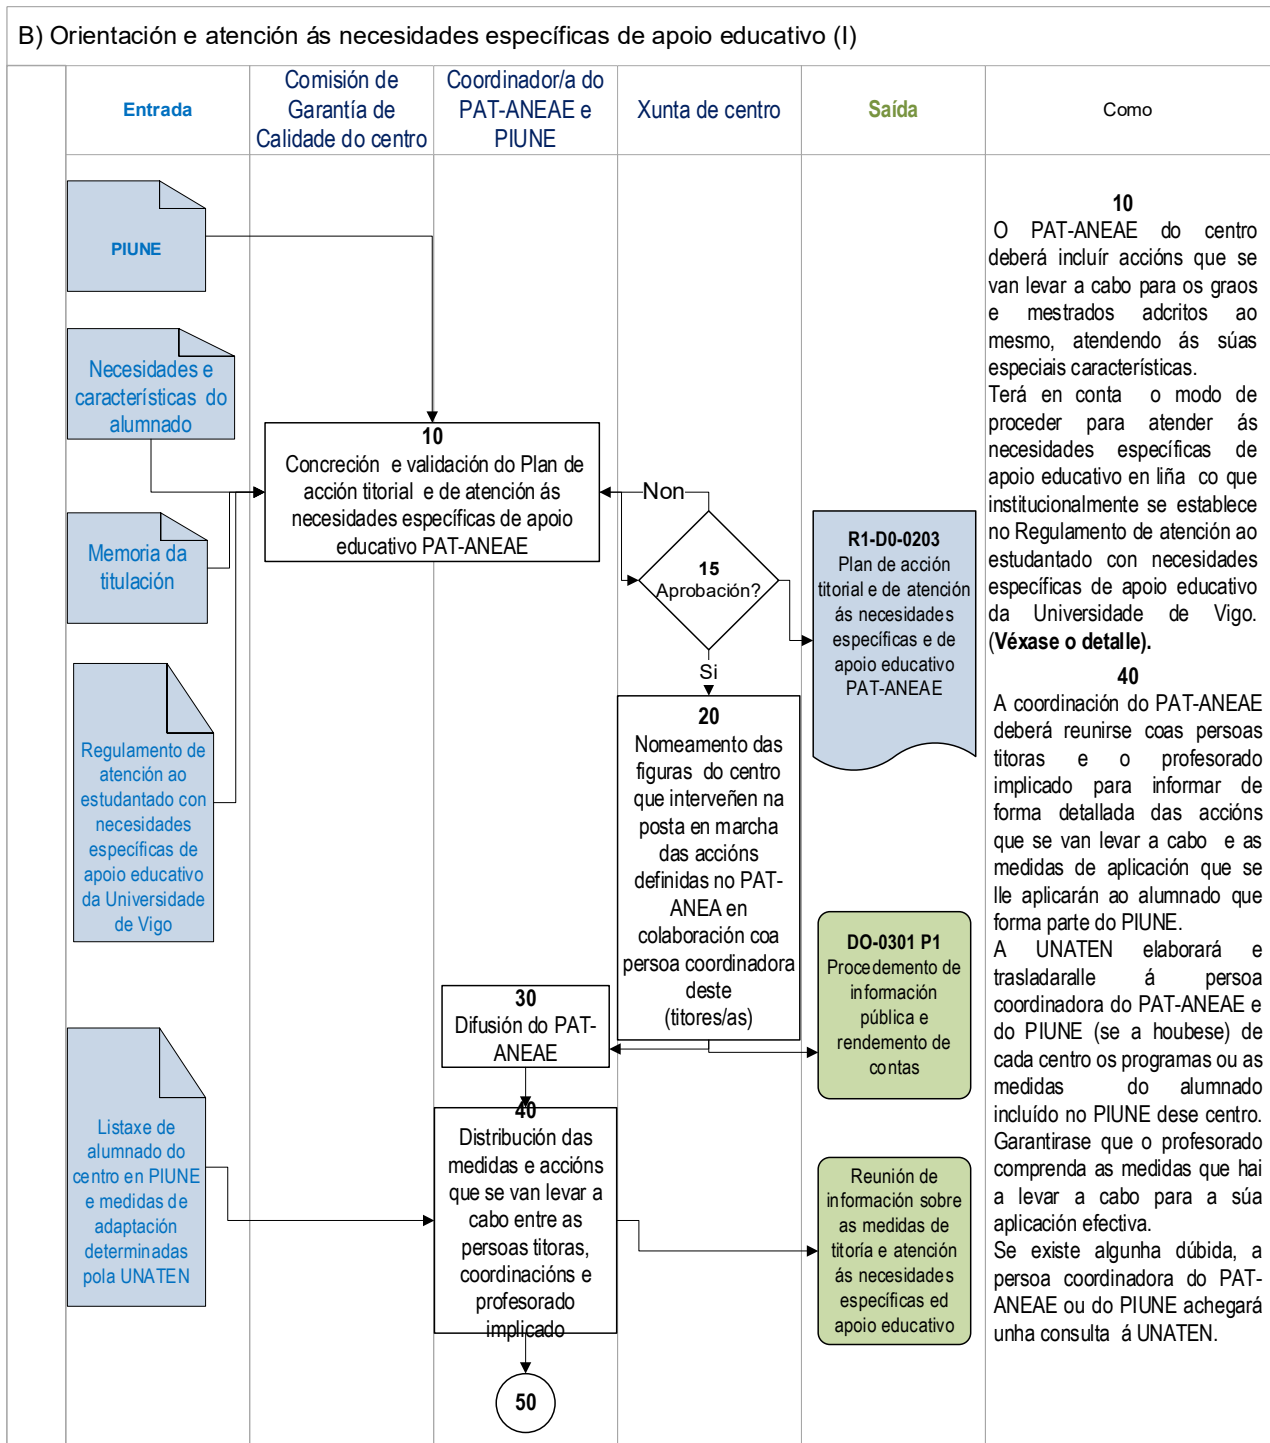 B) Orientación e atención ás necesidades específicas de apoio educativo (I)
Entrada
Comisión de
Garantía de
Calidade do centro
Coordinador/a do
PAT-ANEAE e
PIUNE
Xunta de centro
Saída
Como
PIUNE
Necesidades e
características do
alumnado
Memoria da
titulación
Regulamento de
atención ao
estudantado con
necesidades
específicas de
apoio educativo
da Universidade
de Vigo
Listaxe de
alumnado do
centro en PIUNE
e medidas de
adaptación
determinadas
pola UNATEN
10
Concreción e validación do Plan de
acción titorial e de atención ás
necesidades específicas de apoio
educativo PAT-ANEAE
Non
15
Aprobación?
Si
20
Nomeamento das
figuras do centro
que interveñen na
posta en marcha
das accións
definidas no PAT-
ANEA en
colaboración coa
persoa coordinadora
deste
(titores/as)
30
Difusión do PAT-
ANEAE
40
Distribución das
medidas e accións
que se van levar a
cabo entre as
persoas titoras,
coordinacións e
profesorado
implicado
50
R1-D0-0203
Plan de acción
titorial e de atención
ás necesidades
específicas e de
apoio educativo
PAT-ANEAE
DO-0301 P1
Procedemento de
información
pública e
rendemento de
contas
Reunión de
información sobre
as medidas de
titoría e atención
ás necesidades
específicas ed
apoio educativo
10
O PAT-ANEAE do centro
deberá incluír accións que se
van levar a cabo para os graos
e mestrados adcritos ao
mesmo, atendendo ás súas
especiais características.
Terá en conta o modo de
proceder para atender ás
necesidades específicas de
apoio educativo en liña co que
institucionalmente se establece
no Regulamento de atención ao
estudantado con necesidades
específicas de apoio educativo
da Universidade de Vigo.
(Véxase o detalle).
40
A coordinación do PAT-ANEAE
deberá reunirse coas persoas
titoras e o profesorado
implicado para informar de
forma detallada das accións
que se van levar a cabo e as
medidas de aplicación que se
lle aplicarán ao alumnado que
forma parte do PIUNE.
A UNATEN elaborará e
trasladaralle á persoa
coordinadora do PAT-ANEAE e
do PIUNE (se a houbese) de
cada centro os programas ou as
medidas do alumnado
incluído no PIUNE dese centro.
Garantirase que o profesorado
comprenda as medidas que hai
a levar a cabo para a súa
aplicación efectiva.
Se existe algunha dúbida, a
persoa coordinadora do PAT-
ANEAE ou do PIUNE achegará
unha consulta á UNATEN.